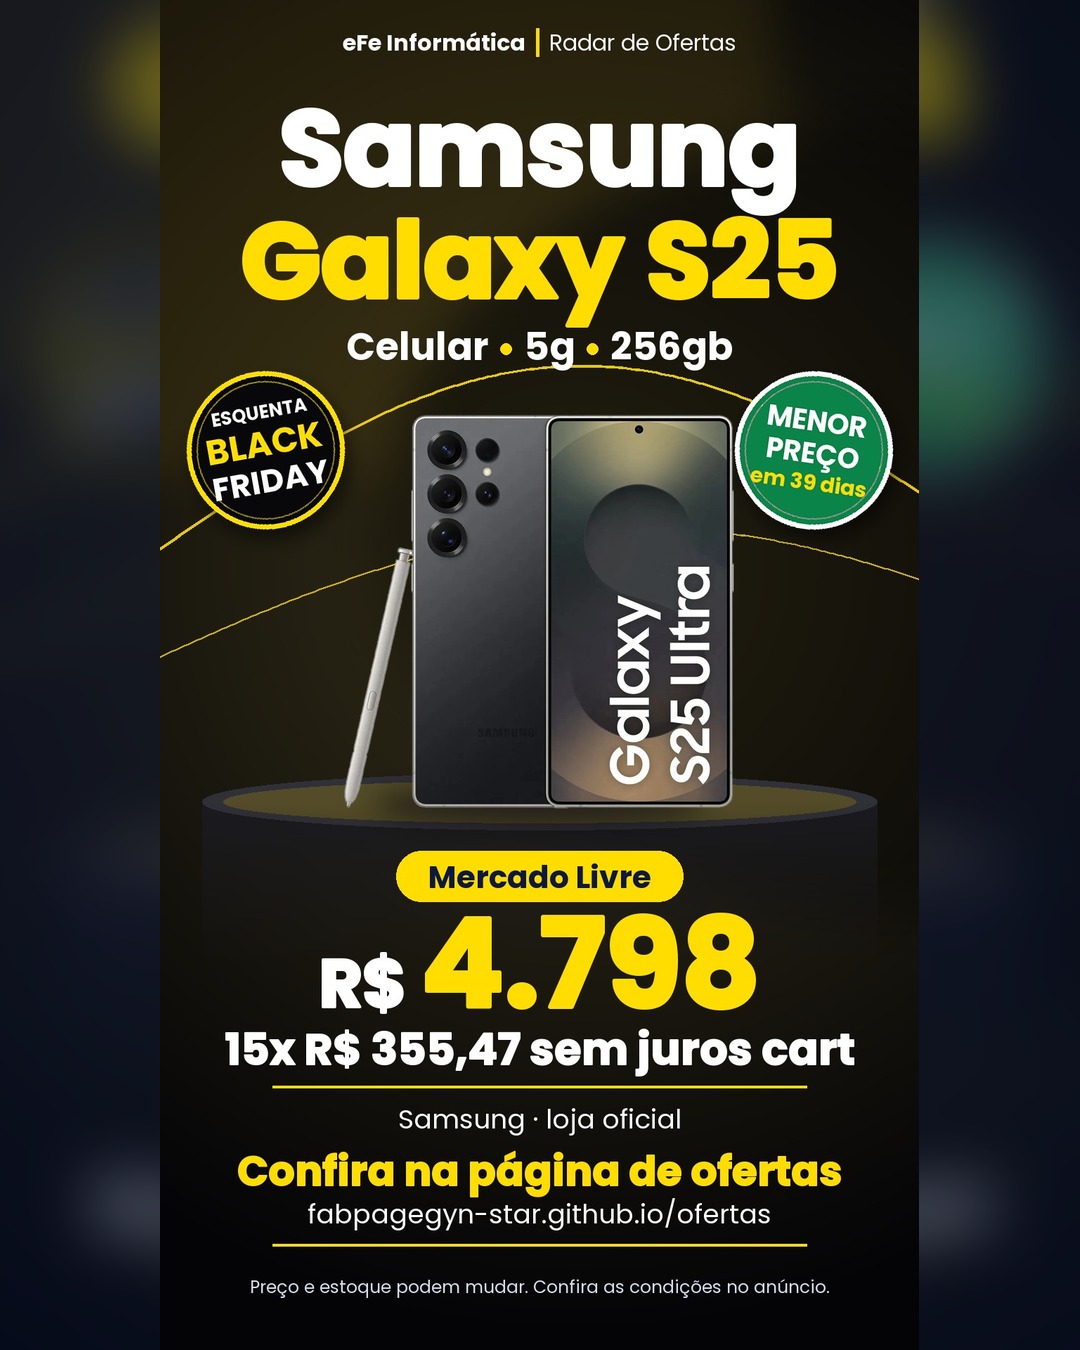 eFe Informática | Radar de Ofertas
Samsung
Galaxy S25
Celular • 5g • 256gb
ESQUENTA
BLACK
FRIDAY
MENOR
PREÇO
em 39 dias
Galaxy
S25 Ultra
SAMSUNG
Mercado Livre
R$ 4.798
15x R$ 355,47 sem juros cart
Samsung · loja oficial
Confira na página de ofertas
fabpagegyn-star.github.io/ofertas
Preço e estoque podem mudar. Confira as condições no anúncio.